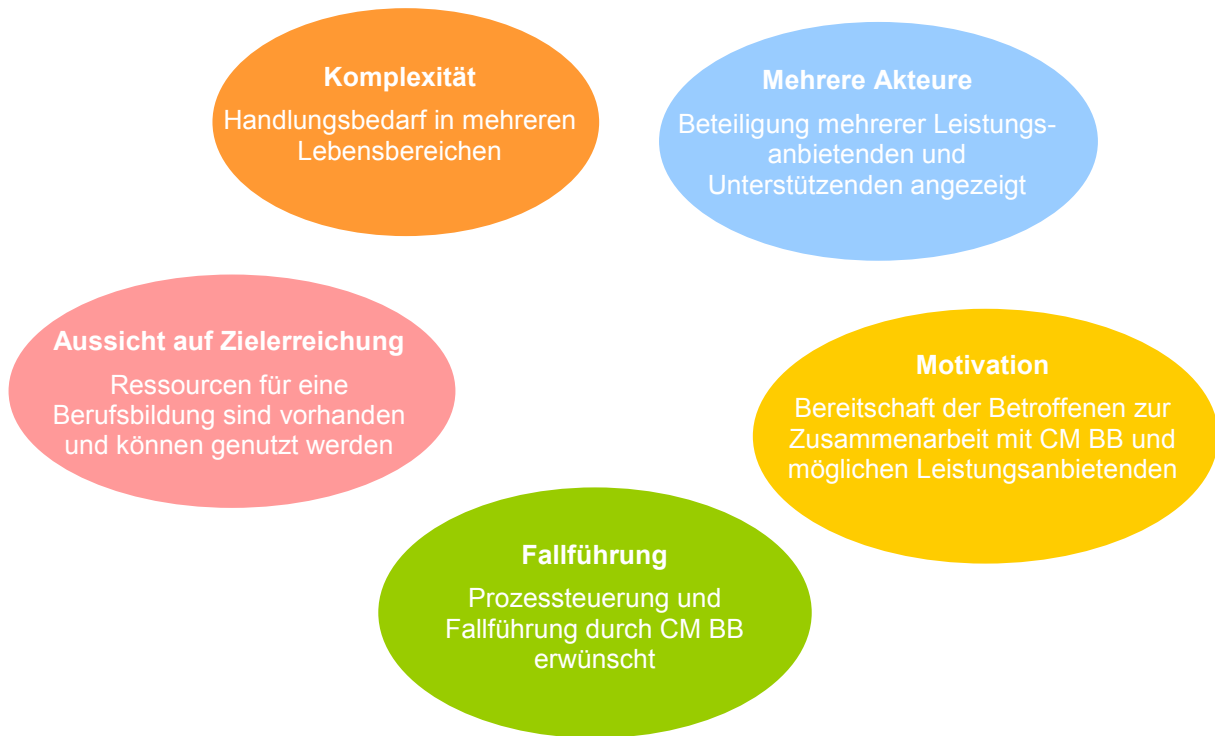 Komplexität
Handlungsbedarf in mehreren
Lebensbereichen
Mehrere Akteure
Beteiligung mehrerer Leistungs-
anbietenden und
Unterstützenden angezeigt
Aussicht auf Zielerreichung
Ressourcen für eine
Berufsbildung sind vorhanden
und können genutzt werden
Motivation
Bereitschaft der Betroffenen zur
Zusammenarbeit mit CM BB und
möglichen Leistungsanbietenden
Fallführung
Prozessteuerung und
Fallführung durch CM BB
erwünscht